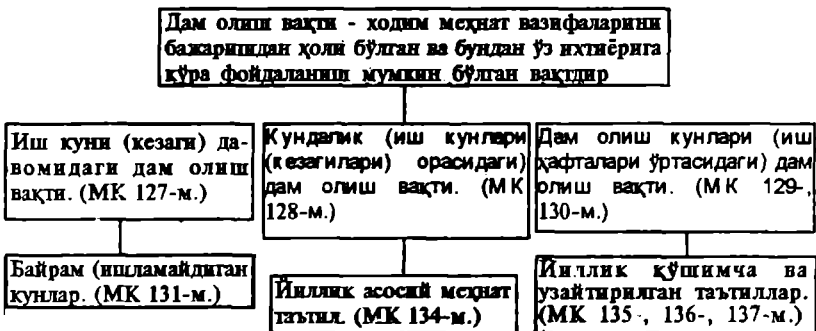 Дам олиш вақти - ходим меҳнат вазифаларини
бажаришдан ҳоли бўлган ва бундан ўз ихтиёрига
қўра фойдаланиш мумкин бўлган вақтдир
Иш куни (кезаги) да-
вомидаги дам олиш
вақти. (МК 127-м.)
Кундалик (иш кунлари
(кезагилари) орасидаги)
дам олиш вақти. (МК
128-м.)
Дам олиш кунлари (иш
ҳафталари ўртасидаги) дам
олиш вақти. (МК 129-,
130-м.)
Байрам (ишламайдиган
кунлар. (МК 131-м.)
Йиллик асосий меҳнат
таътил. (МК 134-м.)
Йиллик қўшимча ва
узайтирилган таътиллар.
(МК 135-, 136-, 137-м.)